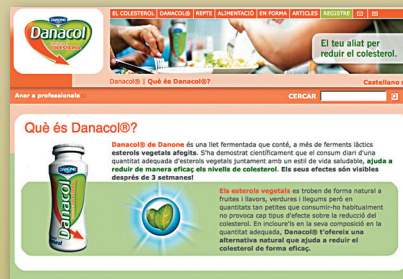 EL COLESTEROL DANACOL® REPTE ALIMENTACIÓ EN FORMA ARTICLES REGISTRE
DANONE
Danacol
COLESTEROL
El teu aliat per
reduir el colesterol.
Danacol® | Què és Danacol®?
Castellano
Anar a professionals
CERCAR
Què és Danacol®?
Danacol® de Danone és una llet fermentada que conté, a més de ferments làctics
esterols vegetals afegits. S'ha demostrat científicament que el consum diari d'una
quantitat adequada d'esterols vegetals juntament amb un estil de vida saludable, ajuda a
reduir de manera eficaç els nivells de colesterol. Els seus efectes són visibles
després de 3 setmanes!
Danacol
Els esterols vegetals es troben de forma natural a
fruites i llavors, verdures i llegums però en
quantitats tan petites que consumir-ho habitualment
no provoca cap tipus d'efecte sobre la reducció del
colesterol. En incloure'ls en la seva composició en la
quantitat adequada, Danacol® t'ofereix una
alternativa natural que ajuda a reduir el
colesterol de forma eficaç.